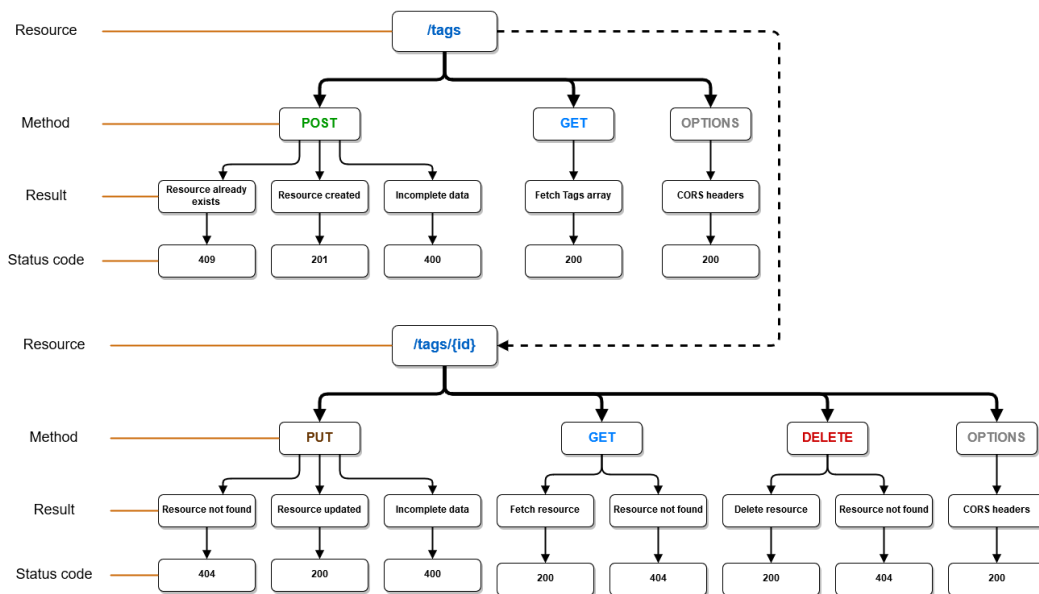 Resource
/tags
Method
POST
GET
OPTIONS
Result
Resource already
exists
Resource created
Incomplete data
Fetch Tags array
CORS headers
Status code
409
201
400
200
200
Resource
/tags/{id}
Method
PUT
GET
DELETE
OPTIONS
Result
Resource not found
Resource updated
Incomplete data
Fetch resource
Resource not found
Delete resource
Resource not found
CORS headers
Status code
404
200
400
200
404
200
404
200